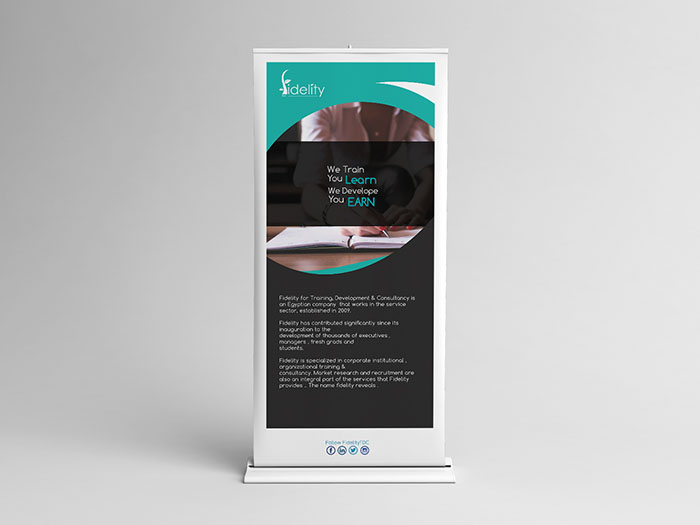 fidelity
We Train
You Learn
We Develope
You EARN
Fidelity for Training, Development & Consultancy is
an Egyptian company that works in the service
sector, established in 2009.
Fidelity has contributed significantly since its
inauguration to the
development of thousands of executives ,
managers , fresh grads and
students.
Fidelity is specialized in corporate institutional ,
organizational training &
consultancy. Market research and recruitment are
also an integral part of the services that Fidelity
provides .. The name fidelity reveals .
Follow FidelityTDC